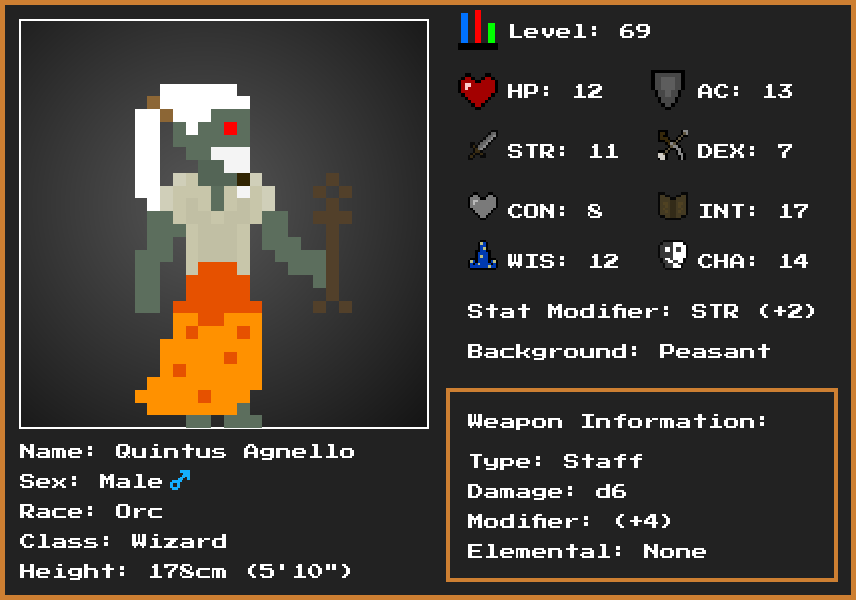 Level: 69
HP: 12
AC: 13
STR: 11
DEX: 7
CON: 8
INT: 17
WIS: 12
CHA: 14
Stat Modifier: STR (+2)
Background: Peasant
Weapon Information:
Type: Staff
Damage: d6
Modifier: (+4)
Elemental: None
Name: Quintus Agnello
Sex: Male♂
Race: Orc
Class: Wizard
Height: 178cm (5'10")